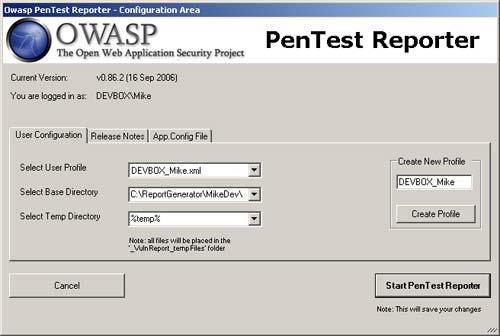 Owasp PenTest Reporter - Configuration Area
OWASP
The Open Web Application Security Project
PenTest Reporter
Current Version: v0.86.2 (16 Sep 2006)
You are logged in as: DEVBOX\Mike
User Configuration Release Notes App.Config File
Select User Profile DEVBOX_Mike.xml
Select Base Directory C:\ReportGenerator\MikeDev\
Select Temp Directory %temp%
Note: all files will be placed in the
'_VulnReport_tempFiles' folder
Create New Profile
DEVBOX_Mike
Create Profile
Cancel
Start PenTest Reporter
Note: This will save your changes